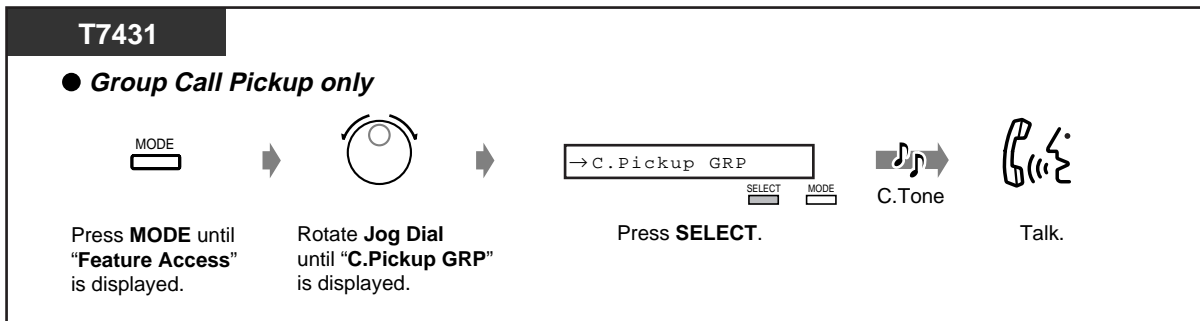 T7431
● Group Call Pickup only
MODE
→C.Pickup GRP
SELECT MODE
C.Tone
Press MODE until
"Feature Access"
is displayed.
Rotate Jog Dial
until "C.Pickup GRP"
is displayed.
Press SELECT.
Talk.